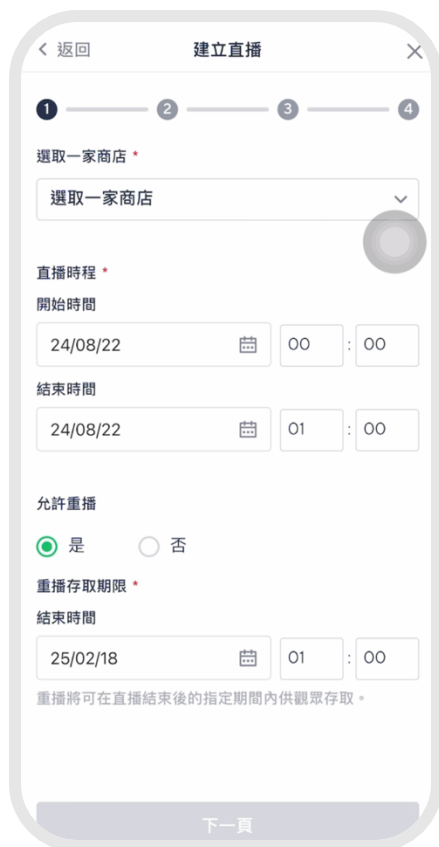 返回 建立直播
1 2 3 4
選取一家商店 *
選取一家商店
直播時程 *
開始時間
24/08/22 00 : 00
結束時間
24/08/22 01 : 00
允許重播
是 否
重播存取期限 *
結束時間
25/02/18 01 : 00
重播將可在直播結束後的指定期間內供觀眾存取。
下一頁